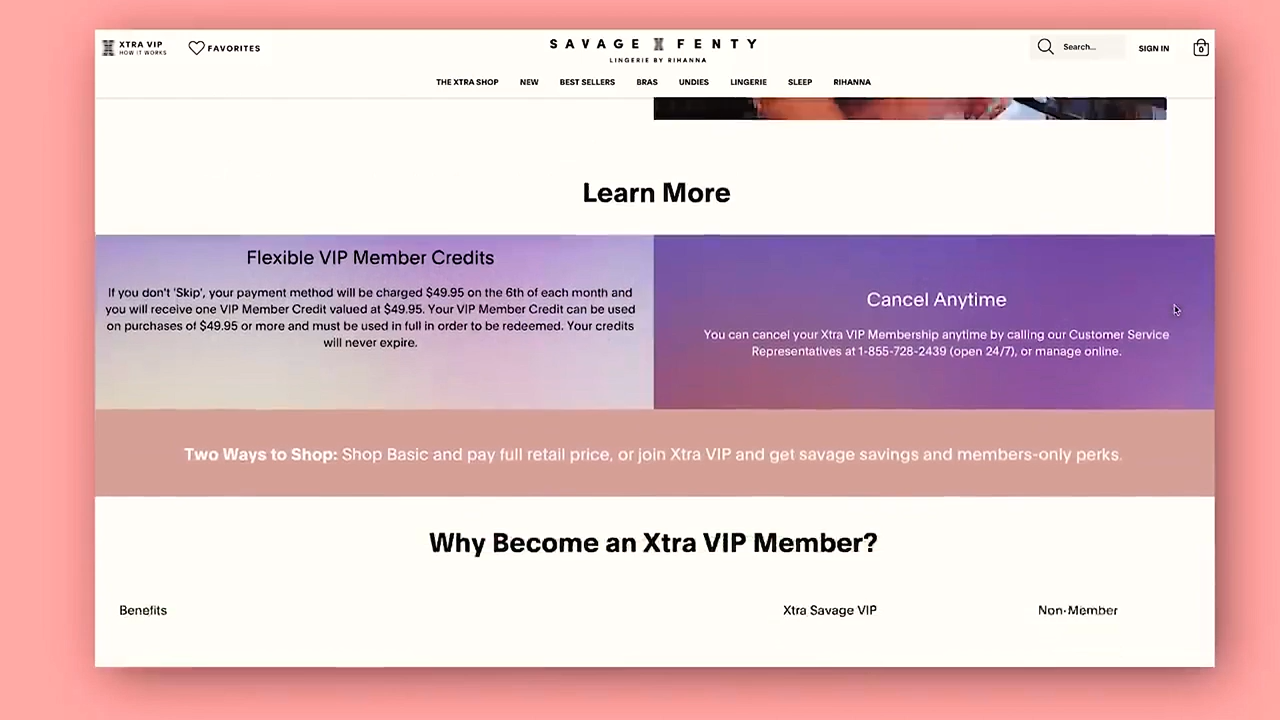 XTRA VIP
HOW IT WORKS
FAVORITES
SAVAGE X FENTY
LINGERIE BY RIHANNA
Search...
SIGN IN
0
THE XTRA SHOP NEW BEST SELLERS BRAS UNDIES LINGERIE SLEEP RIHANNA
Learn More
Flexible VIP Member Credits
If you don't 'Skip', your payment method will be charged $49.95 on the 6th of each month and
you will receive one VIP Member Credit valued at $49.95. Your VIP Member Credit can be used
on purchases of $49.95 or more and must be used in full in order to be redeemed. Your credits
will never expire.
Cancel Anytime
You can cancel your Xtra VIP Membership anytime by calling our Customer Service
Representatives at 1-855-728-2439 (open 24/7), or manage online.
Two Ways to Shop: Shop Basic and pay full retail price, or join Xtra VIP and get savage savings and members-only perks.
Why Become an Xtra VIP Member?
Benefits Xtra Savage VIP Non-Member